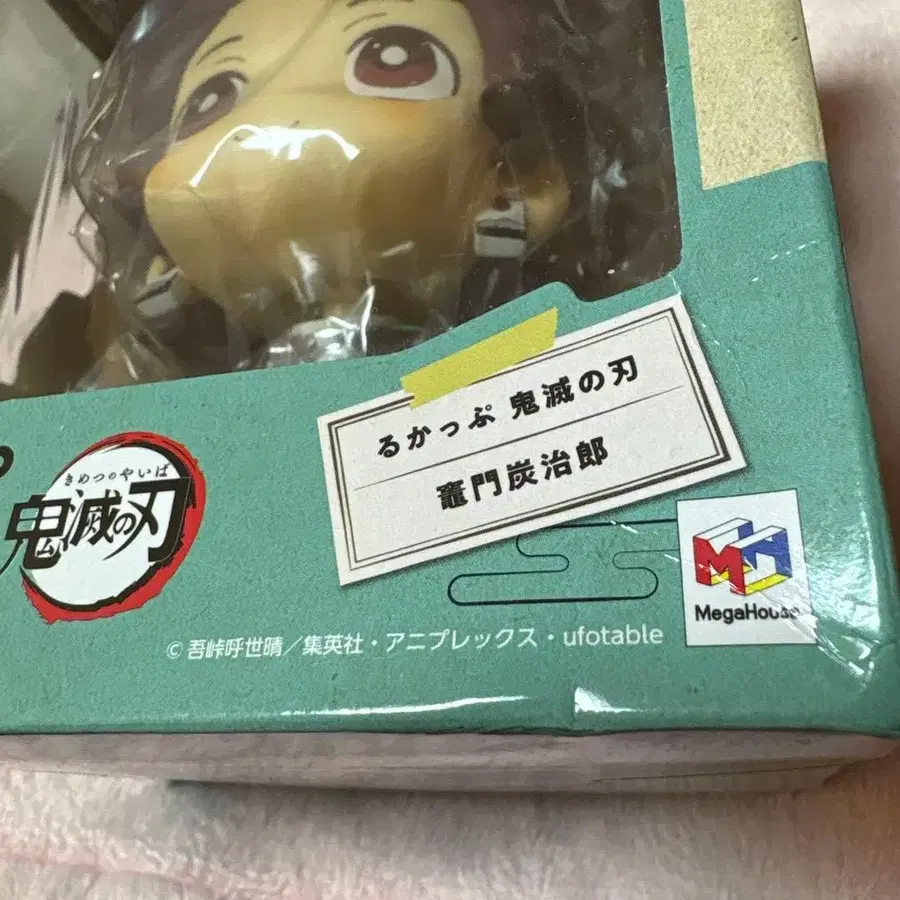 るかっぷ 鬼滅の刃
竈門炭治郎
きめつのやいば
鬼滅の刃
MH
MegaHouse
©吾峠呼世晴／集英社・アニプレックス・ufotable